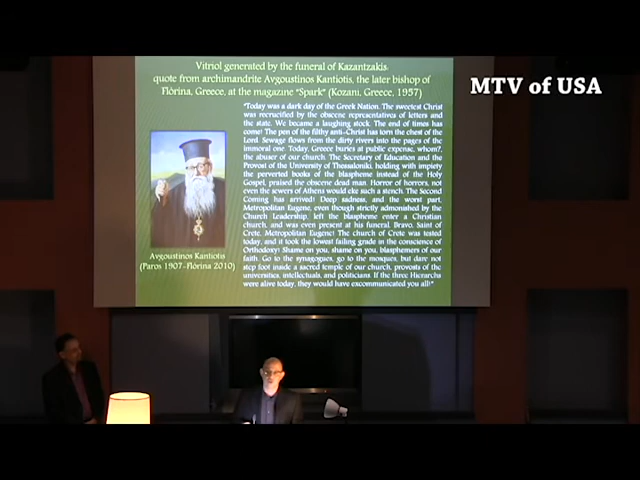 Vitriol generated by the funeral of Kazantzakis:
quote from archimandrite Avgoustinos Kantiotis, the later bishop of
Flórina, Greece, at the magazine "Spark" (Kozani, Greece, 1957)
MTV of USA
"Today was a dark day of the Greek Nation. The sweetest Christ
was recrucified by the obscene representatives of letters and
the state. We became a laughing stock. The end of times has
come! The pen of the filthy anti-Christ has torn the chest of the
Lord. Sewage flows from the dirty rivers into the pages of the
immoral one. Today, Greece buries at public expense, whom?,
the abuser of our church. The Secretary of Education and the
Provost of the University of Thessaloniki, holding with impiety
the perverted books of the blaspheme instead of the Holy
Gospel, praised the obscene dead man. Horror of horrors, not
even the sewers of Athens would eke such a stench. The Second
Coming has arrived! Deep sadness, and the worst part,
Metropolitan Eugene, even though strictly admonished by the
Church Leadership, left the blaspheme enter a Christian
church, and was even present at his funeral. Bravo, Saint of
Crete, Metropolitan Eugene! The church of Crete was tested
today, and it took the lowest failing grade in the conscience of
Orthodoxy! Shame on you, shame on you, blasphemers of our
faith. Go to the synagogues, go to the mosques, but dare not
step foot inside a sacred temple of our church, provosts of the
universities, intellectuals, and politicians. If the three Hierarchs
were alive today, they would have excommunicated you all!"
Avgoustinos Kantiotis
(Paros 1907-Flórina 2010)